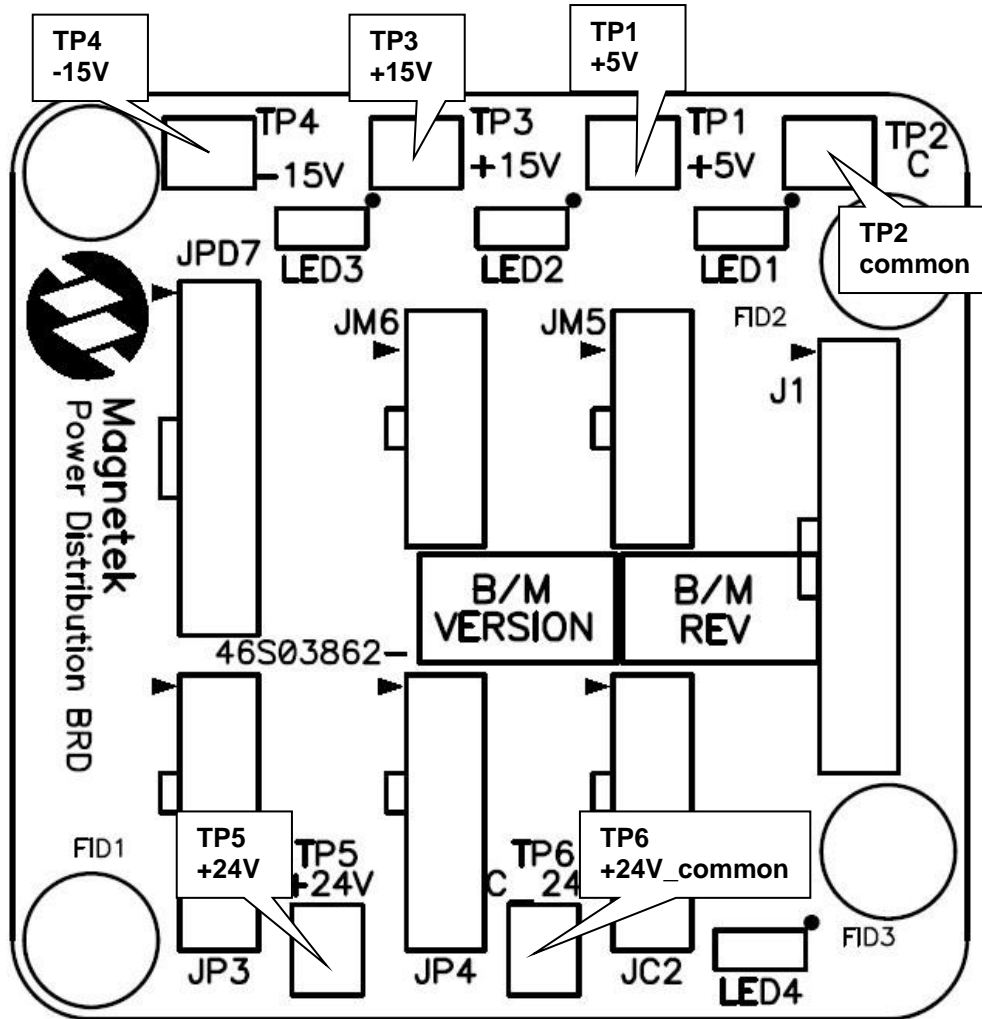 TP4
-15V
TP3
+15V
TP1
+5V
TP4
-15V
TP3
+15V
TP1
+5V
TP2
C
TP2
common
LED3
LED2
LED1
JPD7
JM6
JM5
FID2
J1
Magnetek
Power Distribution BRD
B/M
VERSION
B/M
REV
46S03862-
FID1
TP5
+24V
TP5
+24V
TP6
C_24
TP6
+24V_common
JP3
JP4
JC2
LED4
FID3